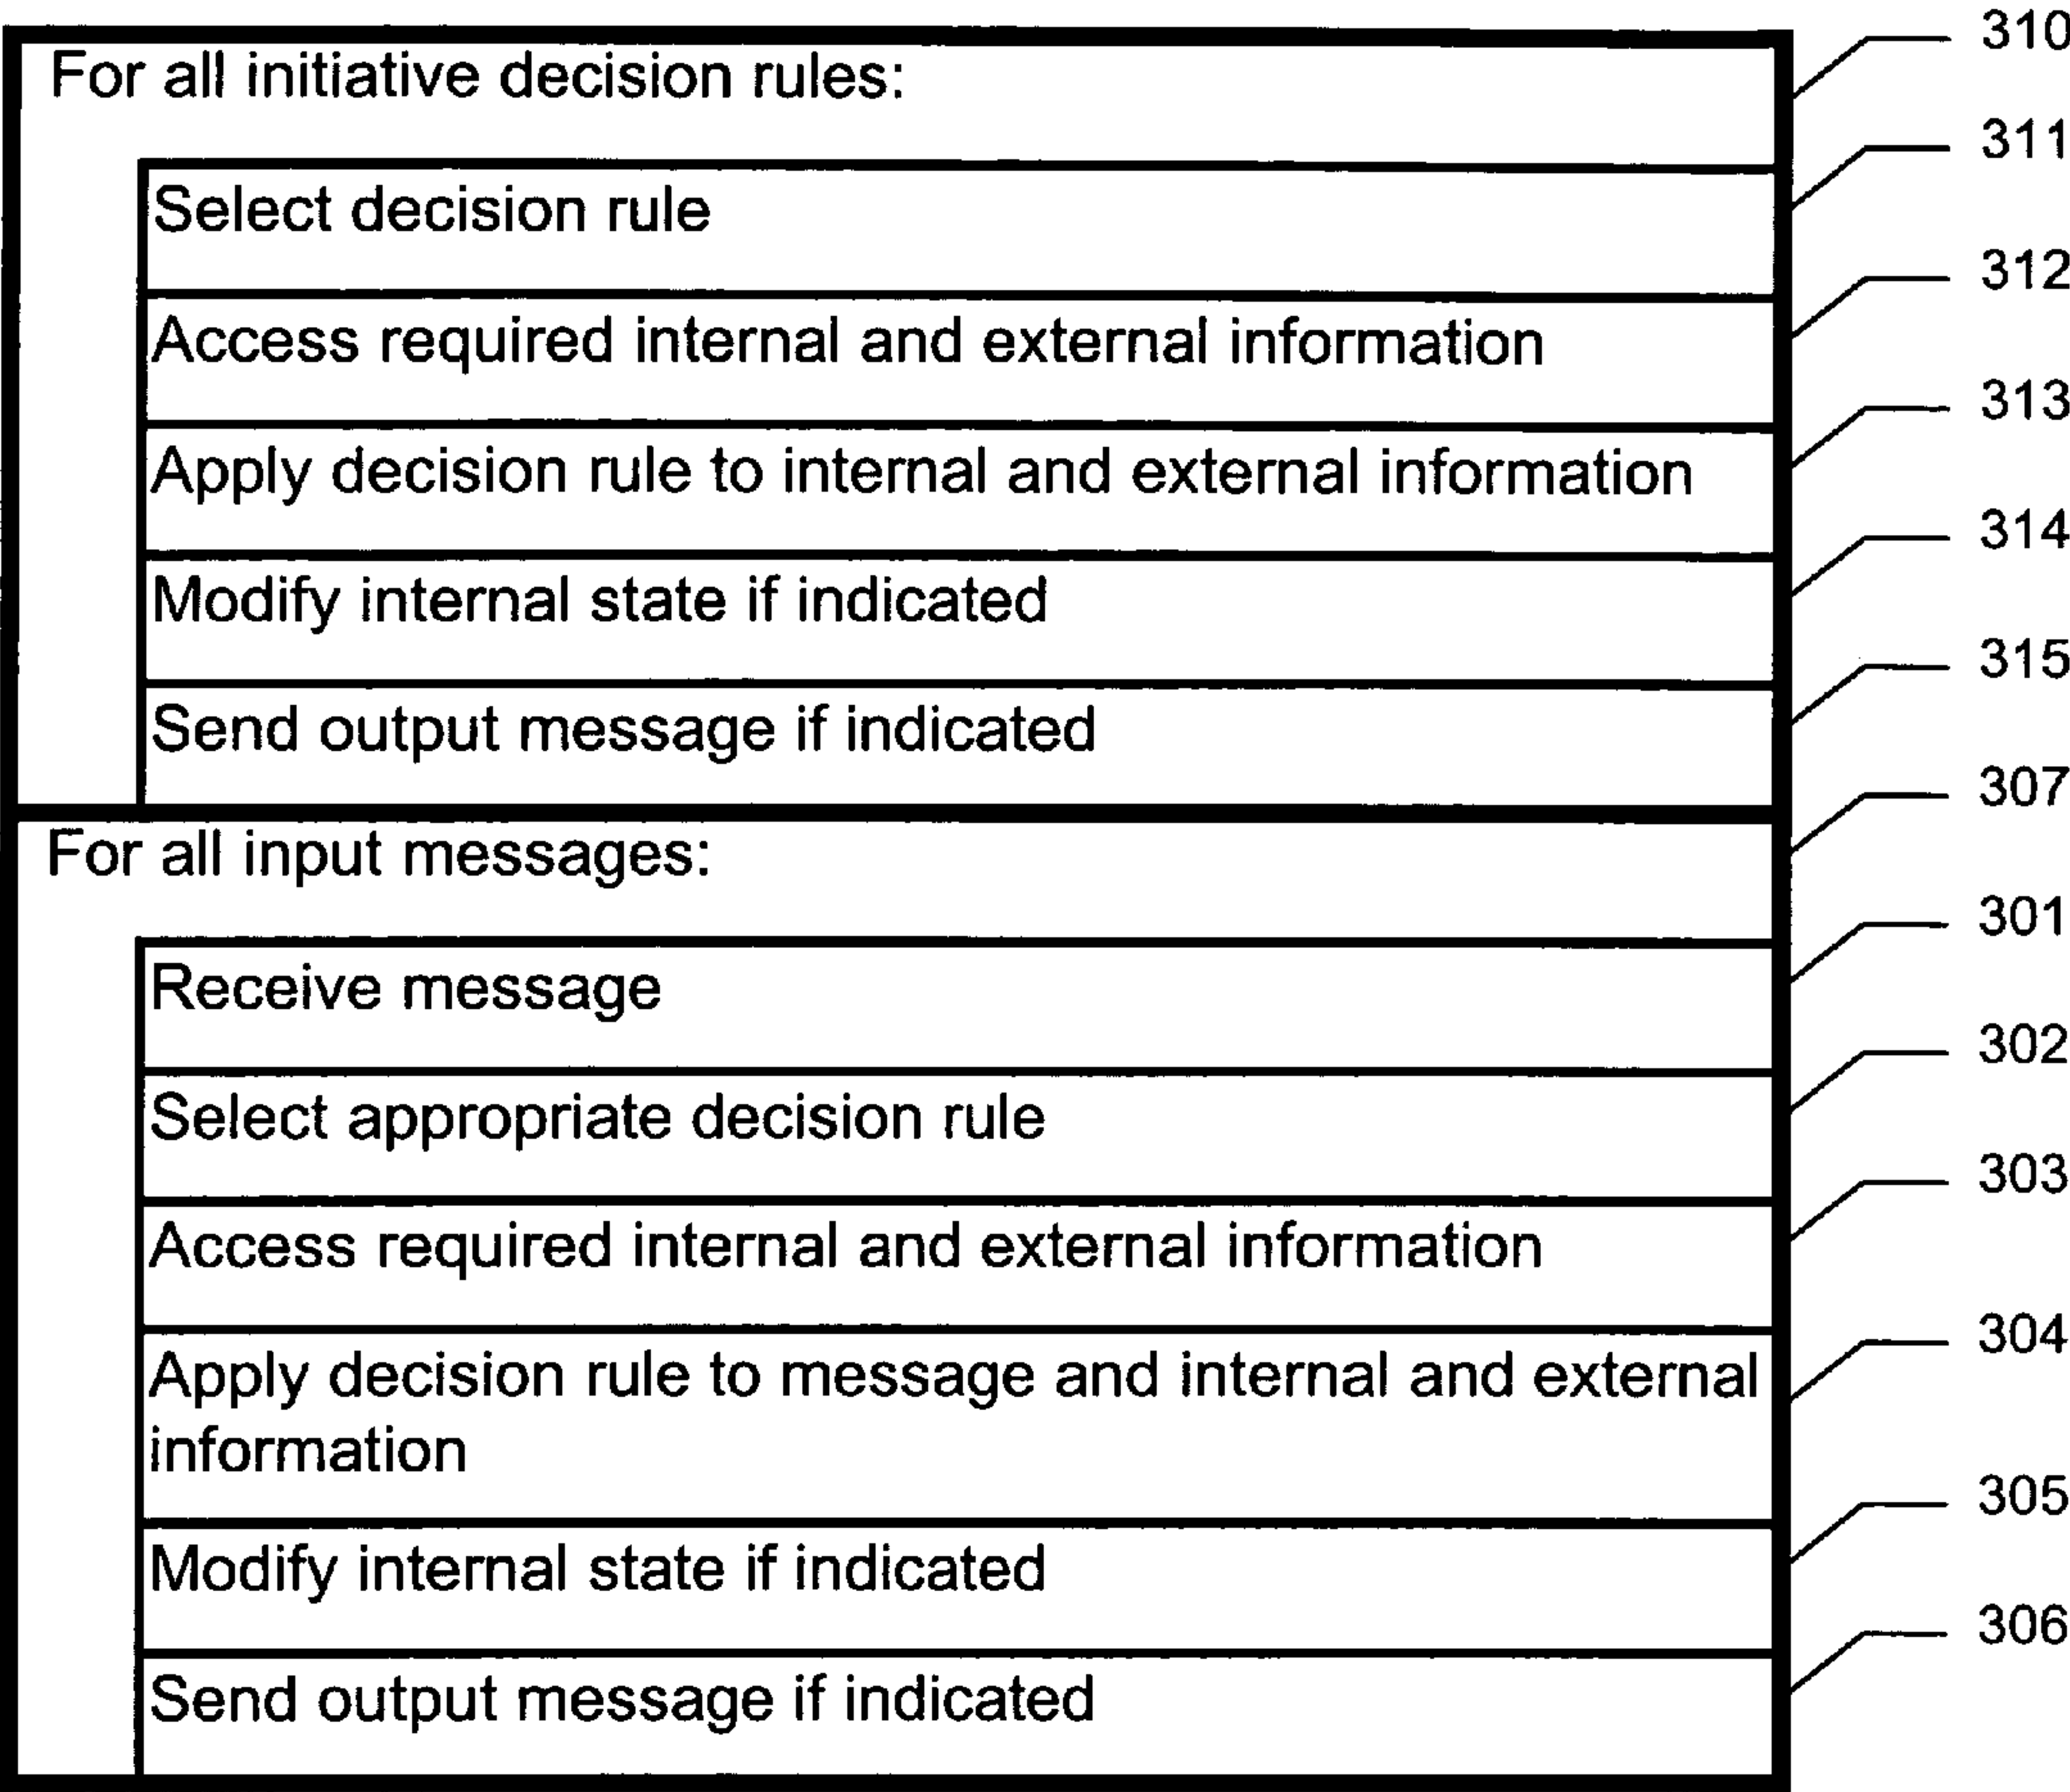 For all initiative decision rules:
310
Select decision rule
311
Access required internal and external information
312
Apply decision rule to internal and external information
313
Modify internal state if indicated
314
Send output message if indicated
315
For all input messages:
307
Receive message
301
Select appropriate decision rule
302
Access required internal and external information
303
Apply decision rule to message and internal and external
information
304
Modify internal state if indicated
305
Send output message if indicated
306